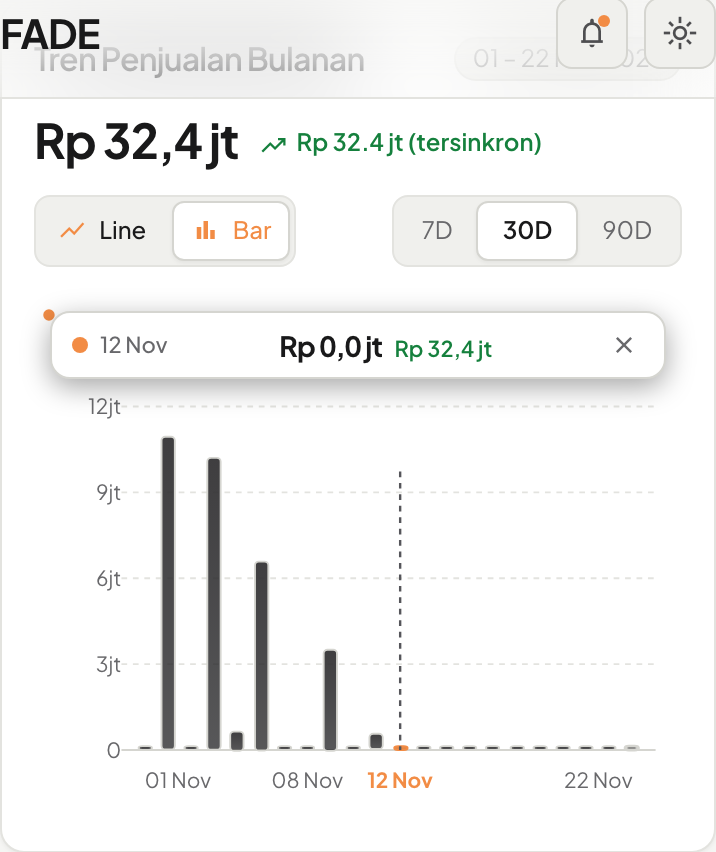 FADE
Tren Penjualan Bulanan
01 – 22
Rp 32,4 jt
Rp 32.4 jt (tersinkron)
Line
Bar
7D
30D
90D
12 Nov
Rp 0,0 jt
Rp 32,4 jt
12jt
9jt
6jt
3jt
0
01 Nov
08 Nov
12 Nov
22 Nov